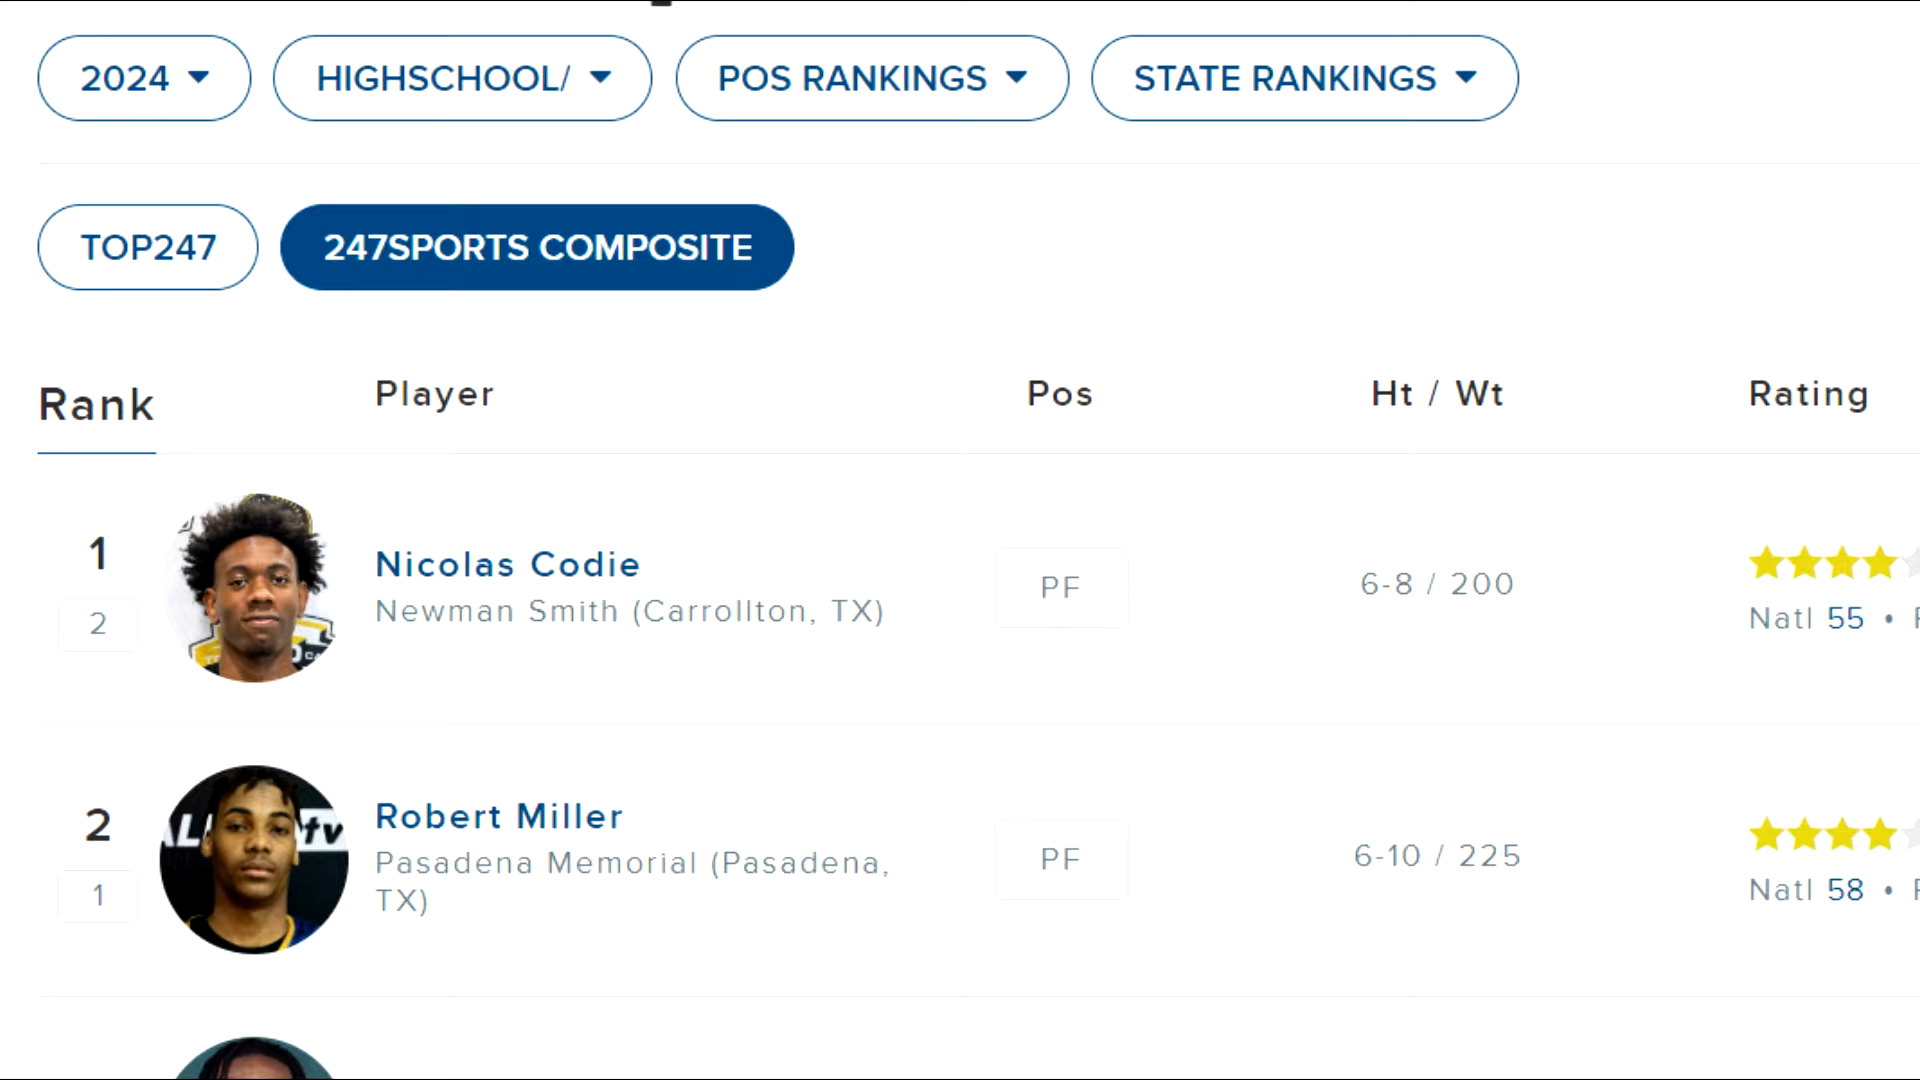 2024 HIGHSCHOOL/ POS RANKINGS STATE RANKINGS
TOP247 247SPORTS COMPOSITE
Rank Player Pos Ht / Wt Rating
1
2
Nicolas Codie
Newman Smith (Carrollton, TX)
PF
6-8 / 200
Natl 55 •
2
1
Robert Miller
Pasadena Memorial (Pasadena,
TX)
PF
6-10 / 225
Natl 58 •
tv